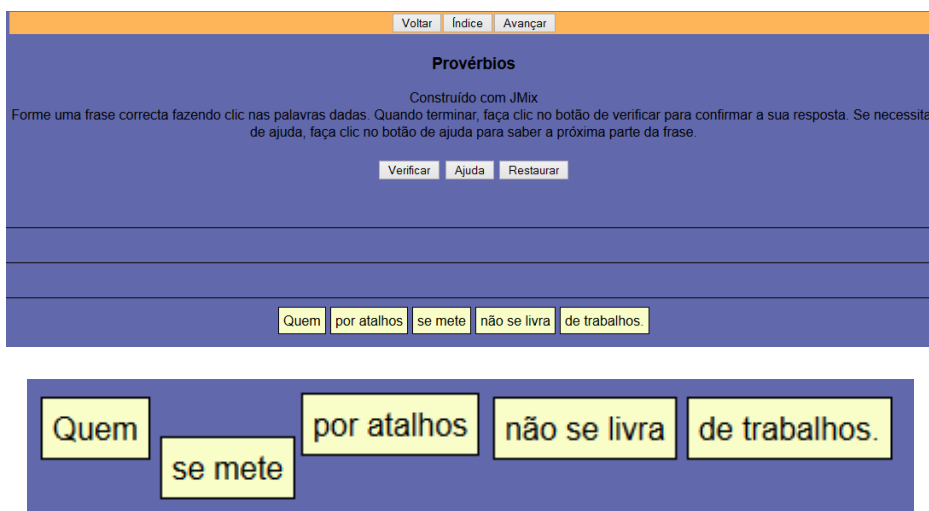 Voltar Índice Avançar
Provérbios
Construído com JMix
Forme uma frase correcta fazendo clic nas palavras dadas. Quando terminar, faça clic no botão de verificar para confirmar a sua resposta. Se necessita
de ajuda, faça clic no botão de ajuda para saber a próxima parte da frase.
Verificar Ajuda Restaurar
Quem por atalhos se mete não se livra de trabalhos.
Quem se mete por atalhos não se livra de trabalhos.